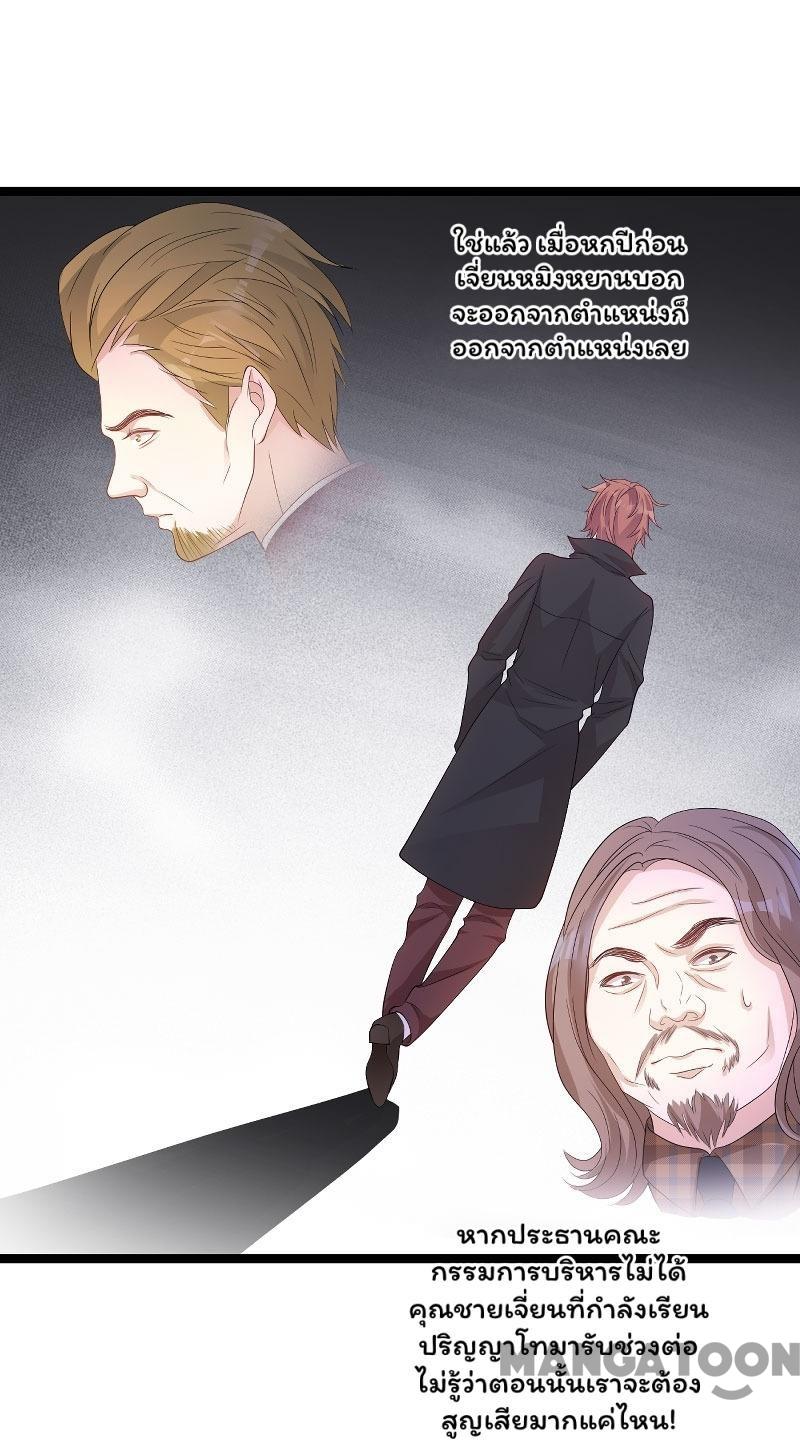 ใช่แล้ว เมื่อหกปีก่อน
เจี่ยนหมิงหยานบอก
จะออกจากตำแหน่งก็
ออกจากตำแหน่งเลย
หากประธานคณะ
กรรมการบริหารไม่ได้
คุณชายเจี่ยนที่กำลังเรียน
ปริญญาโทมารับช่วงต่อ
ไม่รู้ว่าตอนนั้นเราจะต้อง
สูญเสียมากแค่ไหน!
MANGATOON